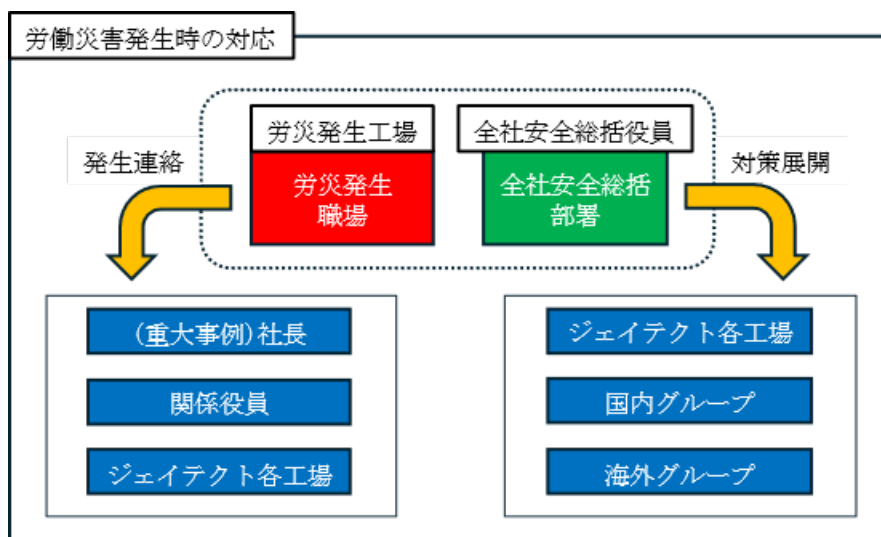 労働災害発生時の対応
労災発生工場
全社安全総括役員
発生連絡
労災発生
職場
全社安全総括
部署
対策展開
(重大事例)社長
関係役員
ジェイテクト各工場
ジェイテクト各工場
国内グループ
海外グループ